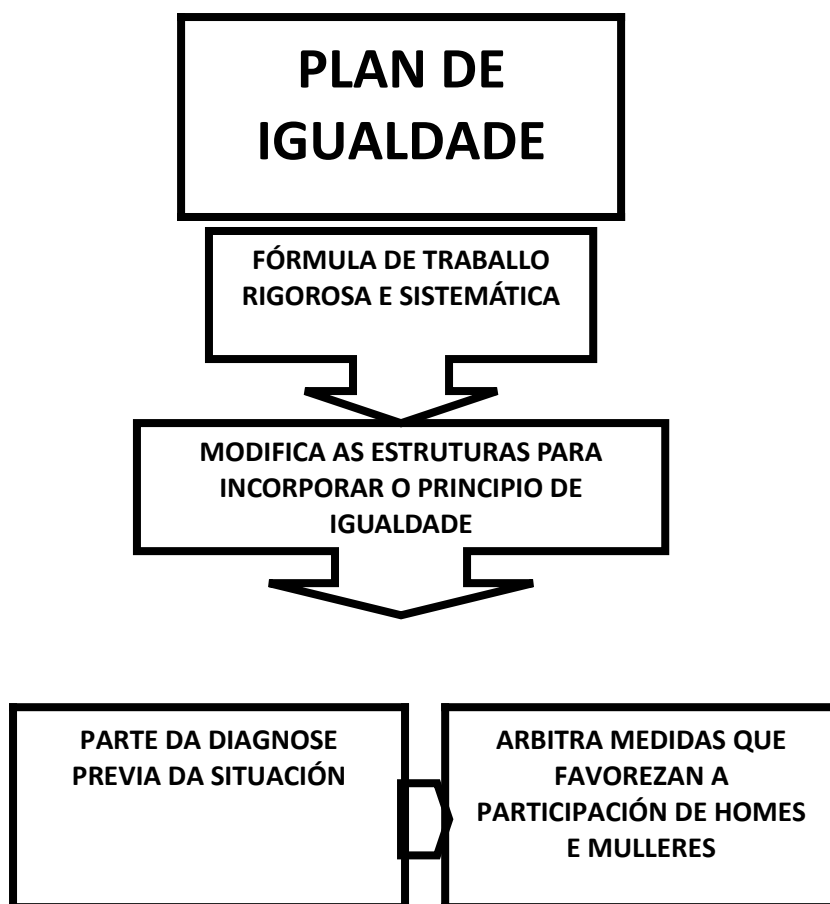 PLAN DE
IGUALDADE
FÓRMULA DE TRABALLO
RIGOROSA E SISTEMÁTICA
MODIFICA AS ESTRUTURAS PARA
INCORPORAR O PRINCIPIO DE
IGUALDADE
PARTE DA DIAGNOSE
PREVIA DA SITUACIÓN
ARBITRA MEDIDAS QUE
FAVOREZAN A
PARTICIPACIÓN DE HOMES
E MULLERES